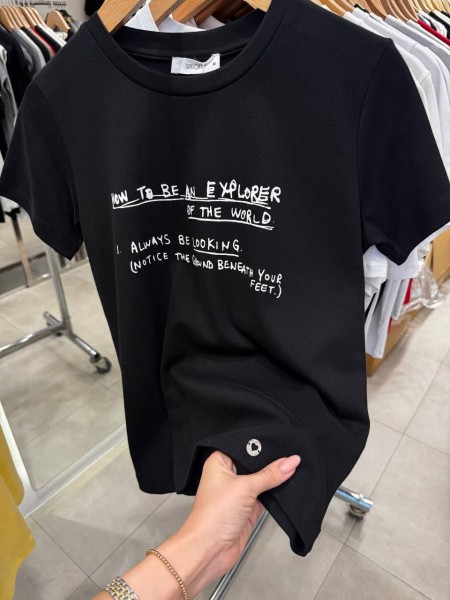 HOW TO BE AN EXPLORER
OF THE WORLD.
1. ALWAYS BE LOOKING.
(NOTICE THE GROUND BENEATH YOUR
FEET.)